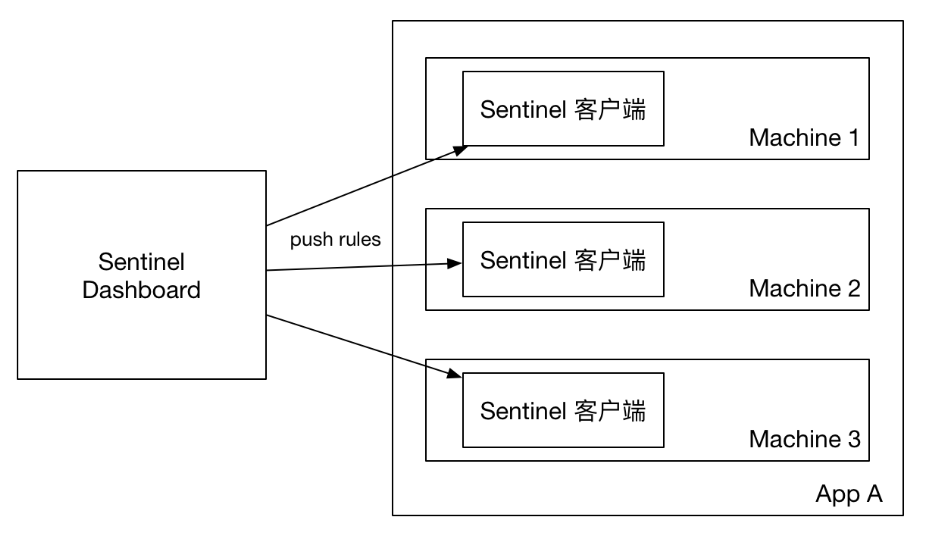 Sentinel 客户端
Machine 1
Sentinel
Dashboard
push rules
Sentinel 客户端
Machine 2
Sentinel 客户端
Machine 3
App A